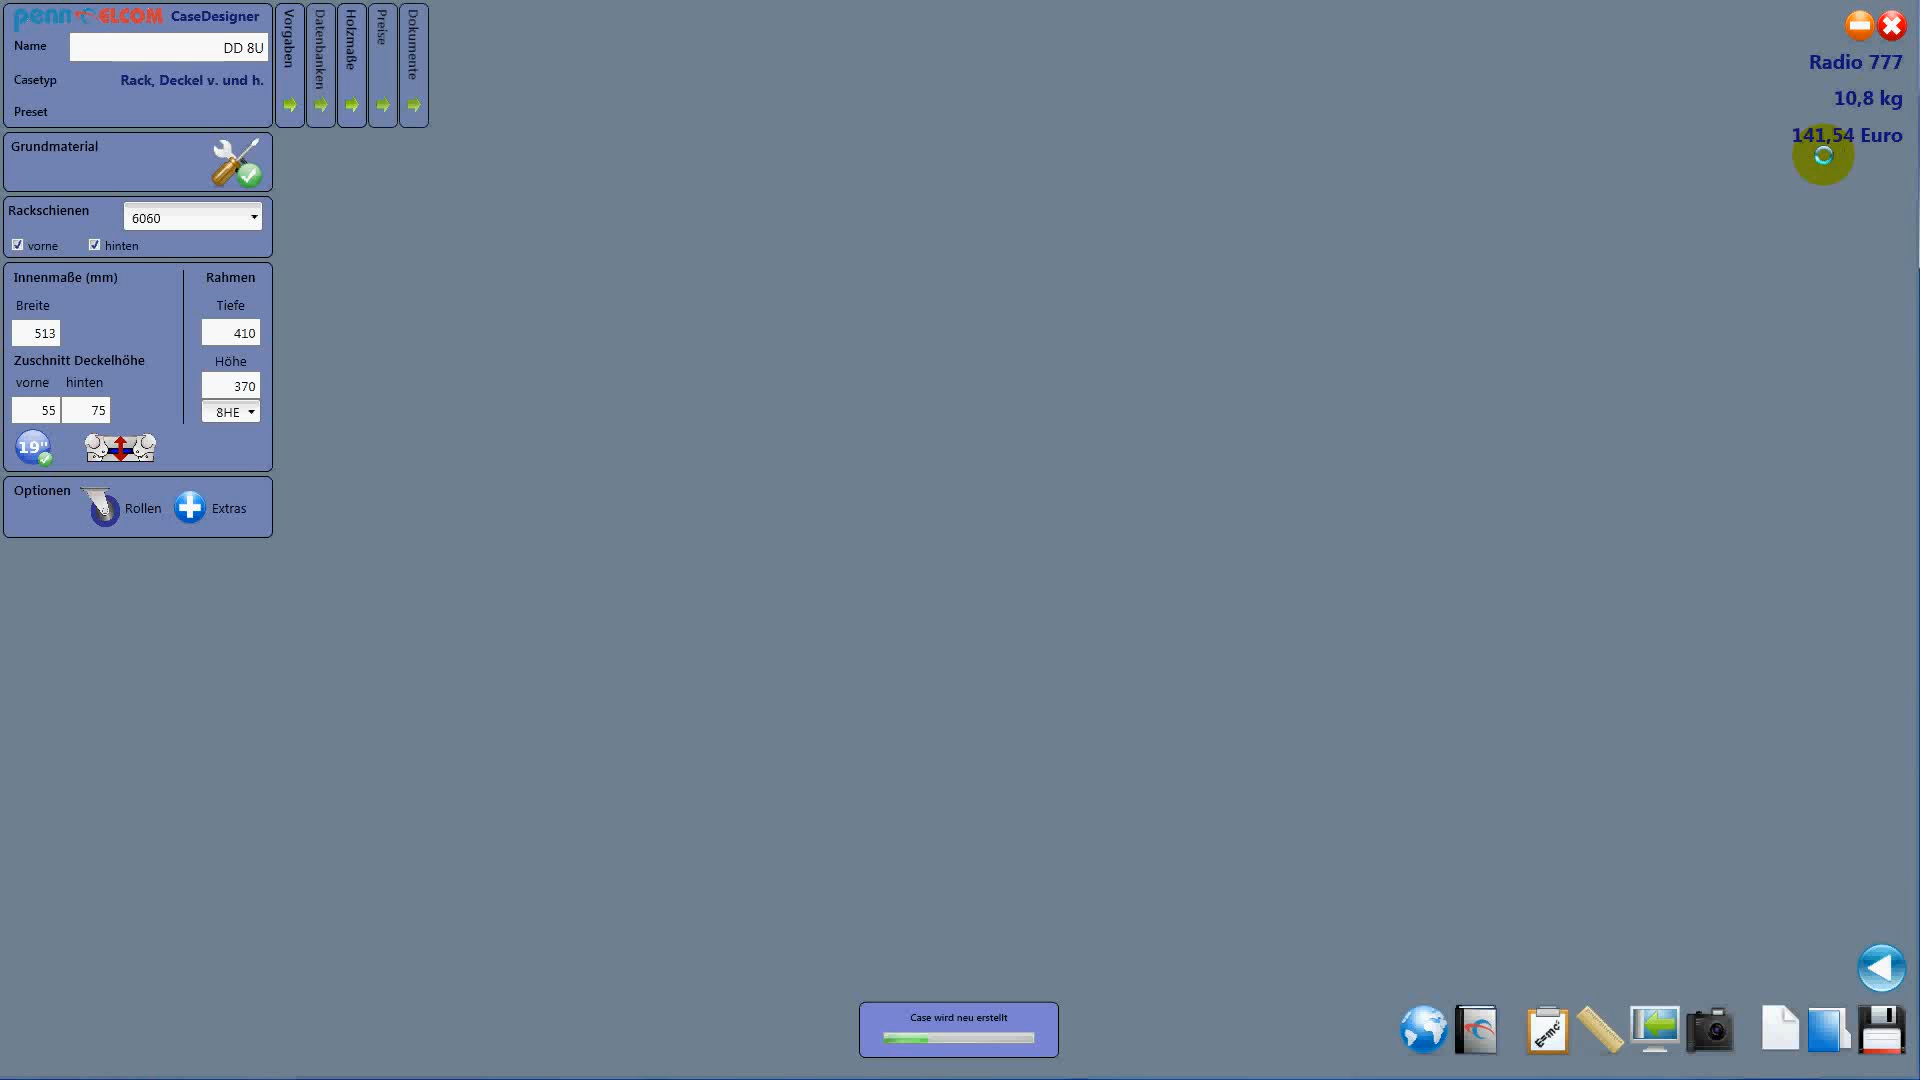 penn ELCOM CaseDesigner
Name DD 8U
Casetyp Rack, Deckel v. und h.
Preset
Vorgaben
Datenbanken
Holzmaße
Preise
Dokumente
Radio 777
10,8 kg
141,54 Euro
Grundmaterial
Rackschienen 6060
vorne hinten
Innenmaße (mm) Rahmen
Breite Tiefe
513 410
Zuschnitt Deckelhöhe Höhe
vorne hinten 370
55 75 8HE
19"
Optionen Rollen Extras
Case wird neu erstellt
E=mc²